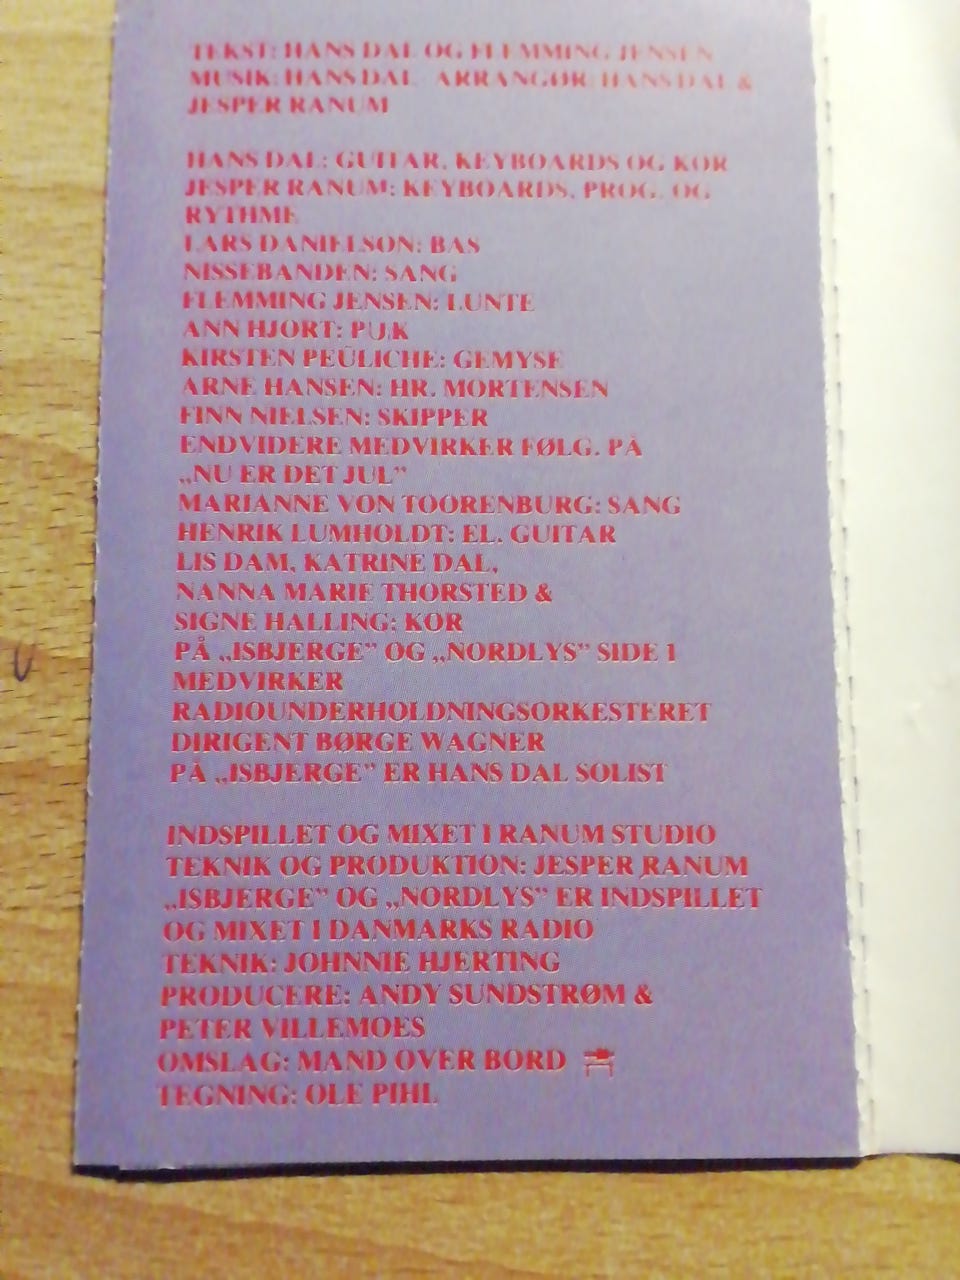 TEKST: HANS DAL OG FLEMMING JENSEN
MUSIK: HANS DAL ARRANGØR: HANS DAL &
JESPER RANUM
HANS DAL: GUITAR, KEYBOARDS OG KOR
JESPER RANUM: KEYBOARDS, PROG. OG
RYTHME
LARS DANIELSON: BAS
NISSEBANDEN: SANG
FLEMMING JENSEN: LUNTE
ANN HJORT: PUK
KIRSTEN PEÜLICHE: GEMYSE
ARNE HANSEN: HR. MORTENSEN
FINN NIELSEN: SKIPPER
ENDVIDERE MEDVIRKER FØLG. PÅ
„NU ER DET JUL”
MARIANNE VON TOORENBURG: SANG
HENRIK LUMHOLDT: EL. GUITAR
LIS DAM, KATRINE DAL,
NANNA MARIE THORSTED &
SIGNE HALLING: KOR
PÅ „ISBJERGE” OG „NORDLYS” SIDE 1
MEDVIRKER
RADIOUNDERHOLDNINGSORKESTERET
DIRIGENT BØRGE WAGNER
PÅ „ISBJERGE” ER HANS DAL SOLIST
INDSPILLET OG MIXET I RANUM STUDIO
TEKNIK OG PRODUKTION: JESPER RANUM
„ISBJERGE” OG „NORDLYS” ER INDSPILLET
OG MIXET I DANMARKS RADIO
TEKNIK: JOHNNIE HJERTING
PRODUCERE: ANDY SUNDSTRØM &
PETER VILLEMOES
OMSLAG: MAND OVER BORD
TEGNING: OLE PIHL